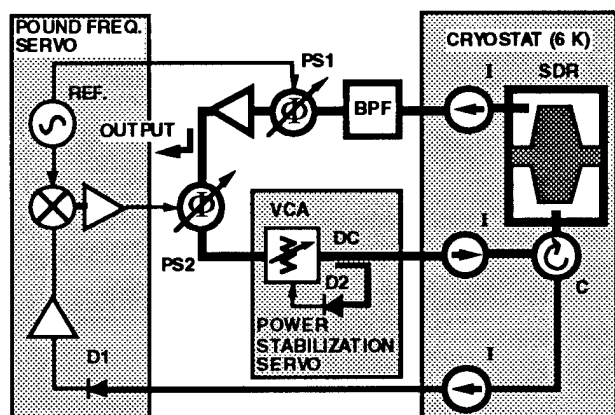 POUND FREQ.
SERVO
REF.
OUTPUT
PS1
Φ
BPF
CRYOSTAT (6 K)
I
SDR
Φ
PS2
VCA
DC
D2
POWER
STABILIZATION
SERVO
I
C
D1
I